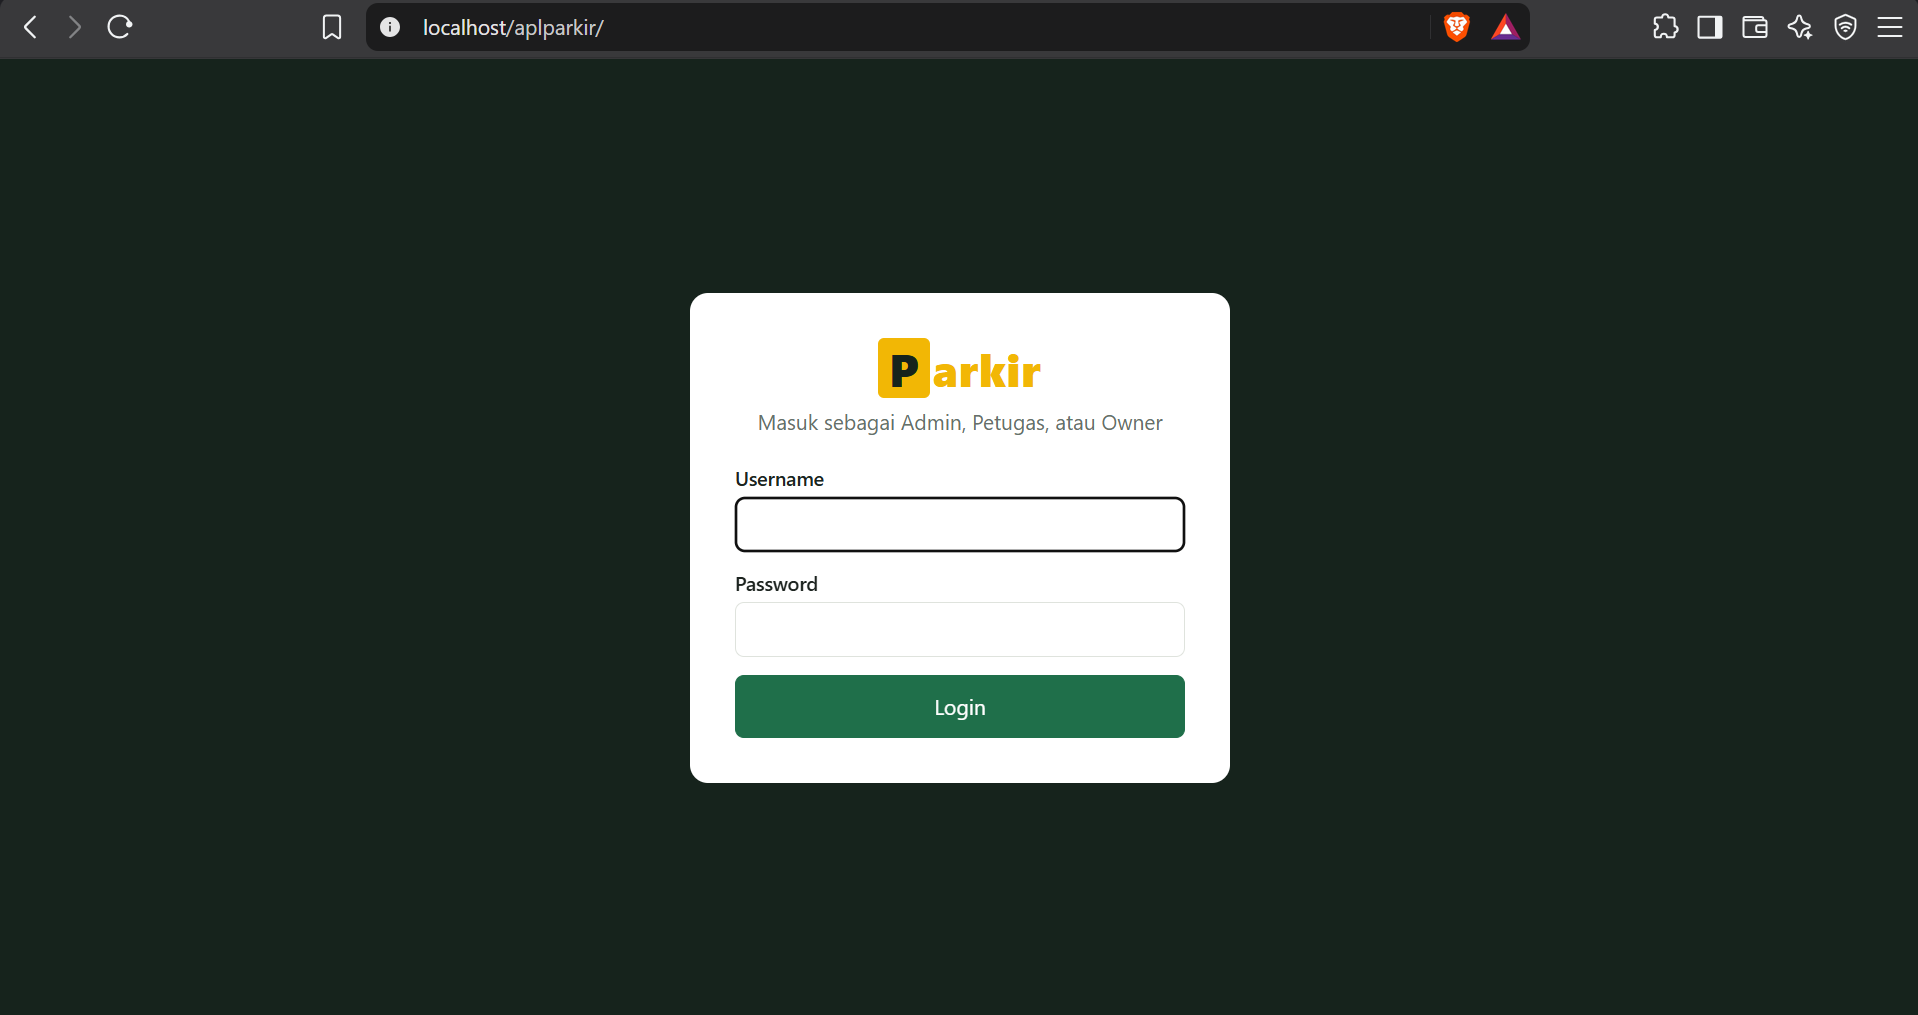 localhost/aplparkir/
Parkir
Masuk sebagai Admin, Petugas, atau Owner
Username
Password
Login